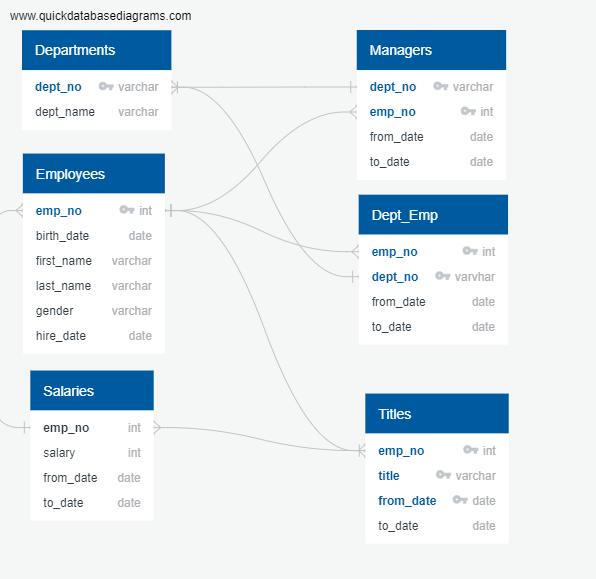 www.quickdatabasediagrams.com
Departments
dept_no varchar
dept_name varchar
Managers
dept_no varchar
emp_no int
from_date date
to_date date
Employees
emp_no int
birth_date date
first_name varchar
last_name varchar
gender varchar
hire_date date
Dept_Emp
emp_no int
dept_no varvhar
from_date date
to_date date
Salaries
emp_no int
salary int
from_date date
to_date date
Titles
emp_no int
title varchar
from_date date
to_date date